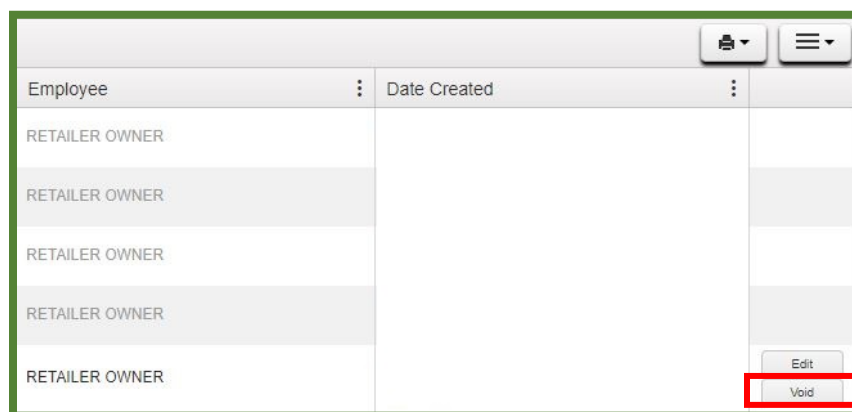 Employee Date Created
RETAILER OWNER
RETAILER OWNER
RETAILER OWNER
RETAILER OWNER
RETAILER OWNER
Edit
Void